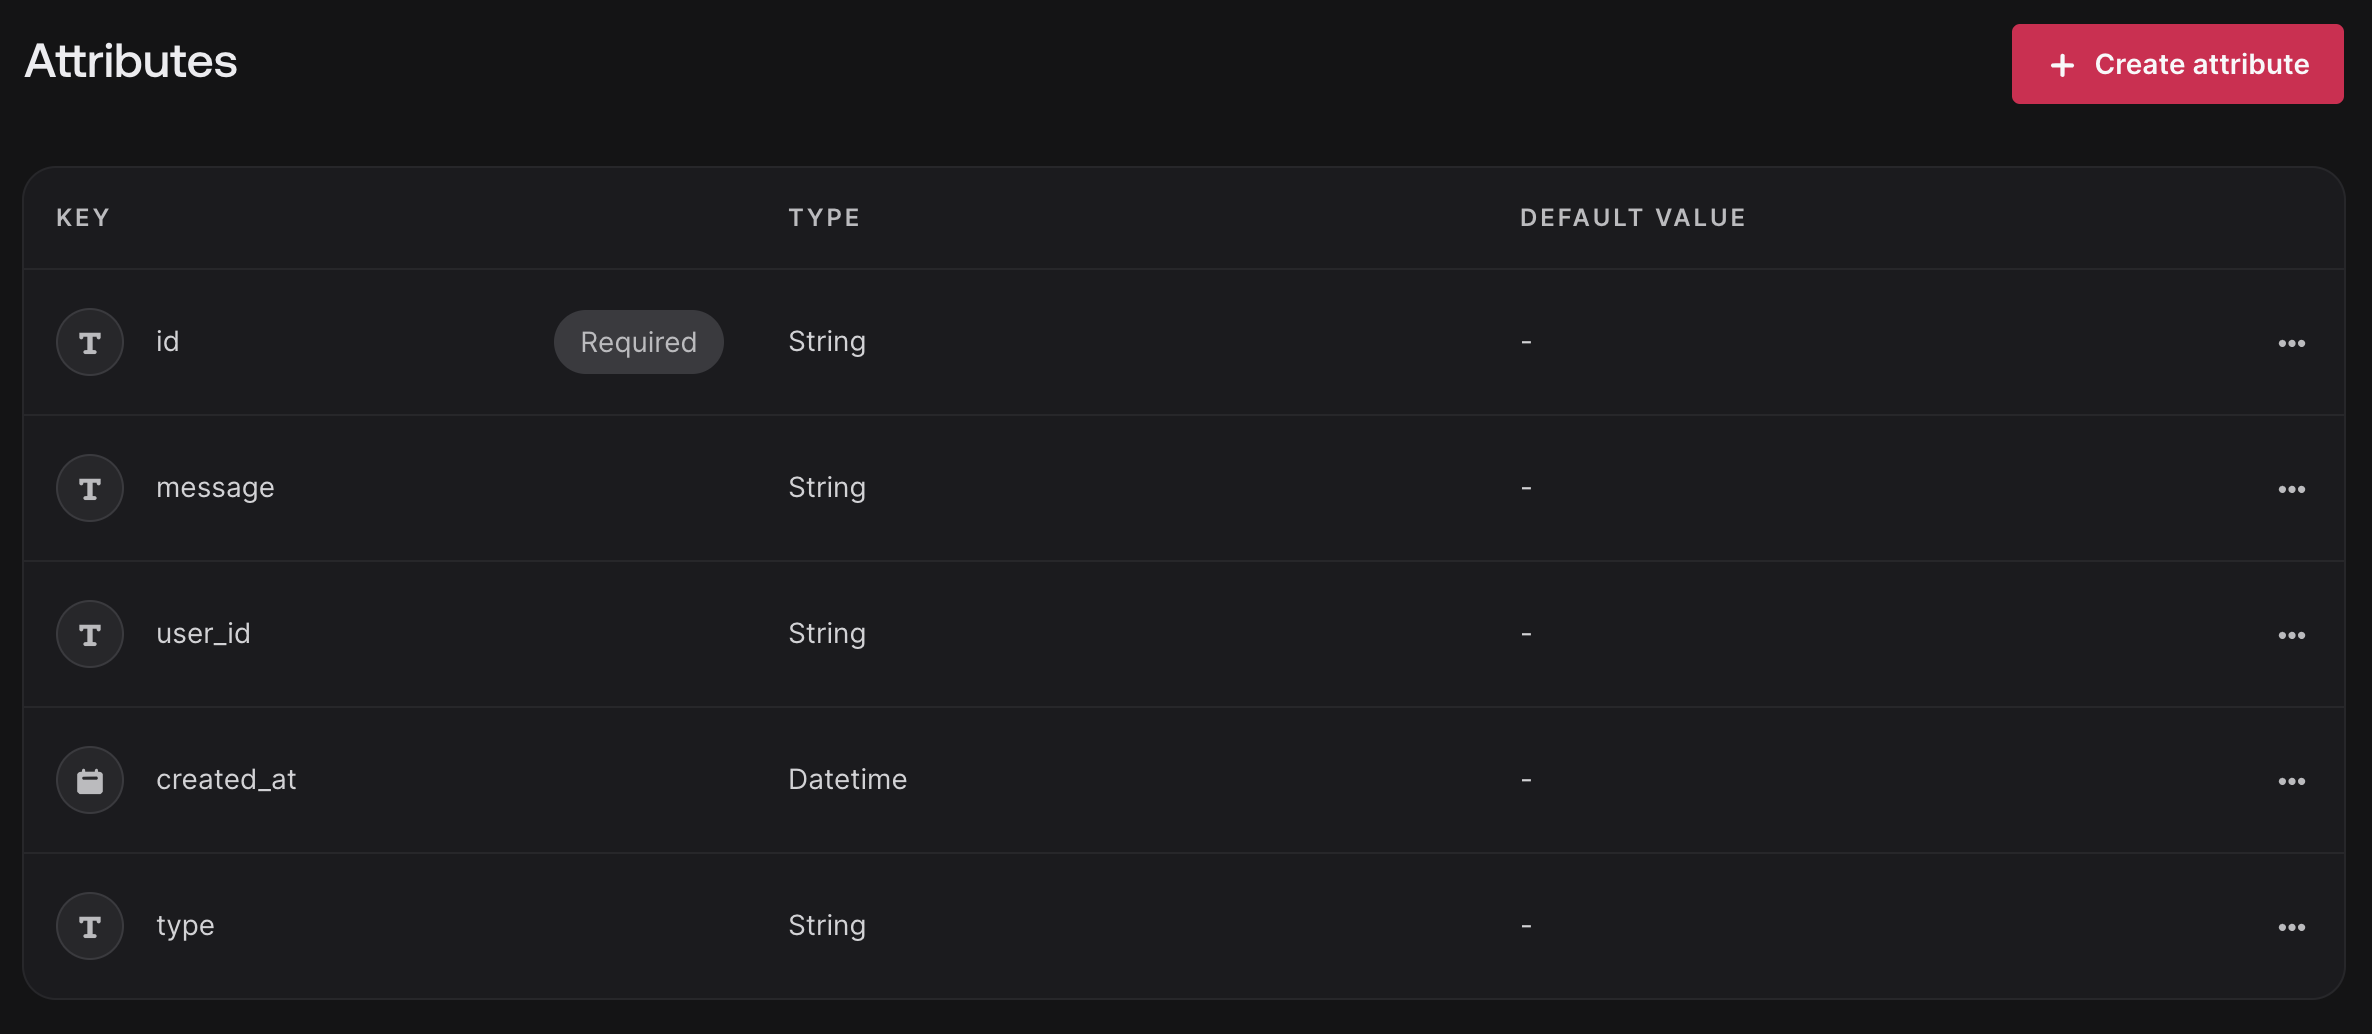 Attributes
+ Create attribute
KEY TYPE DEFAULT VALUE
id Required String -
message String -
user_id String -
created_at Datetime -
type String -